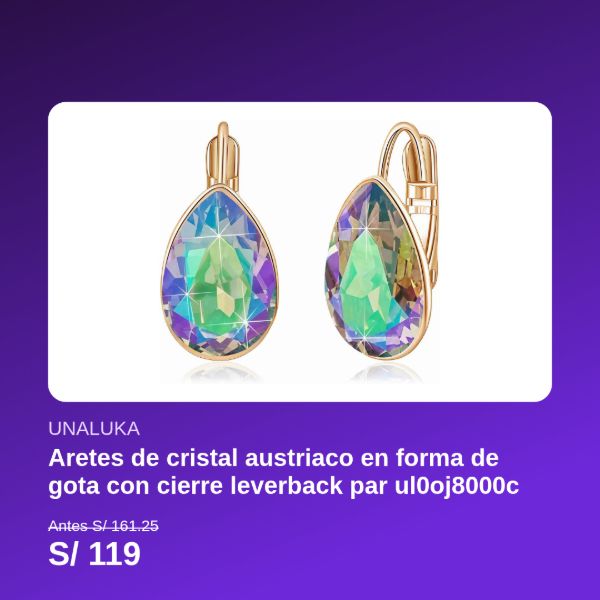 UNALUKA
Aretes de cristal austriaco en forma de
gota con cierre leverback par ul0oj8000c
Antes S/ 161.25
S/ 119